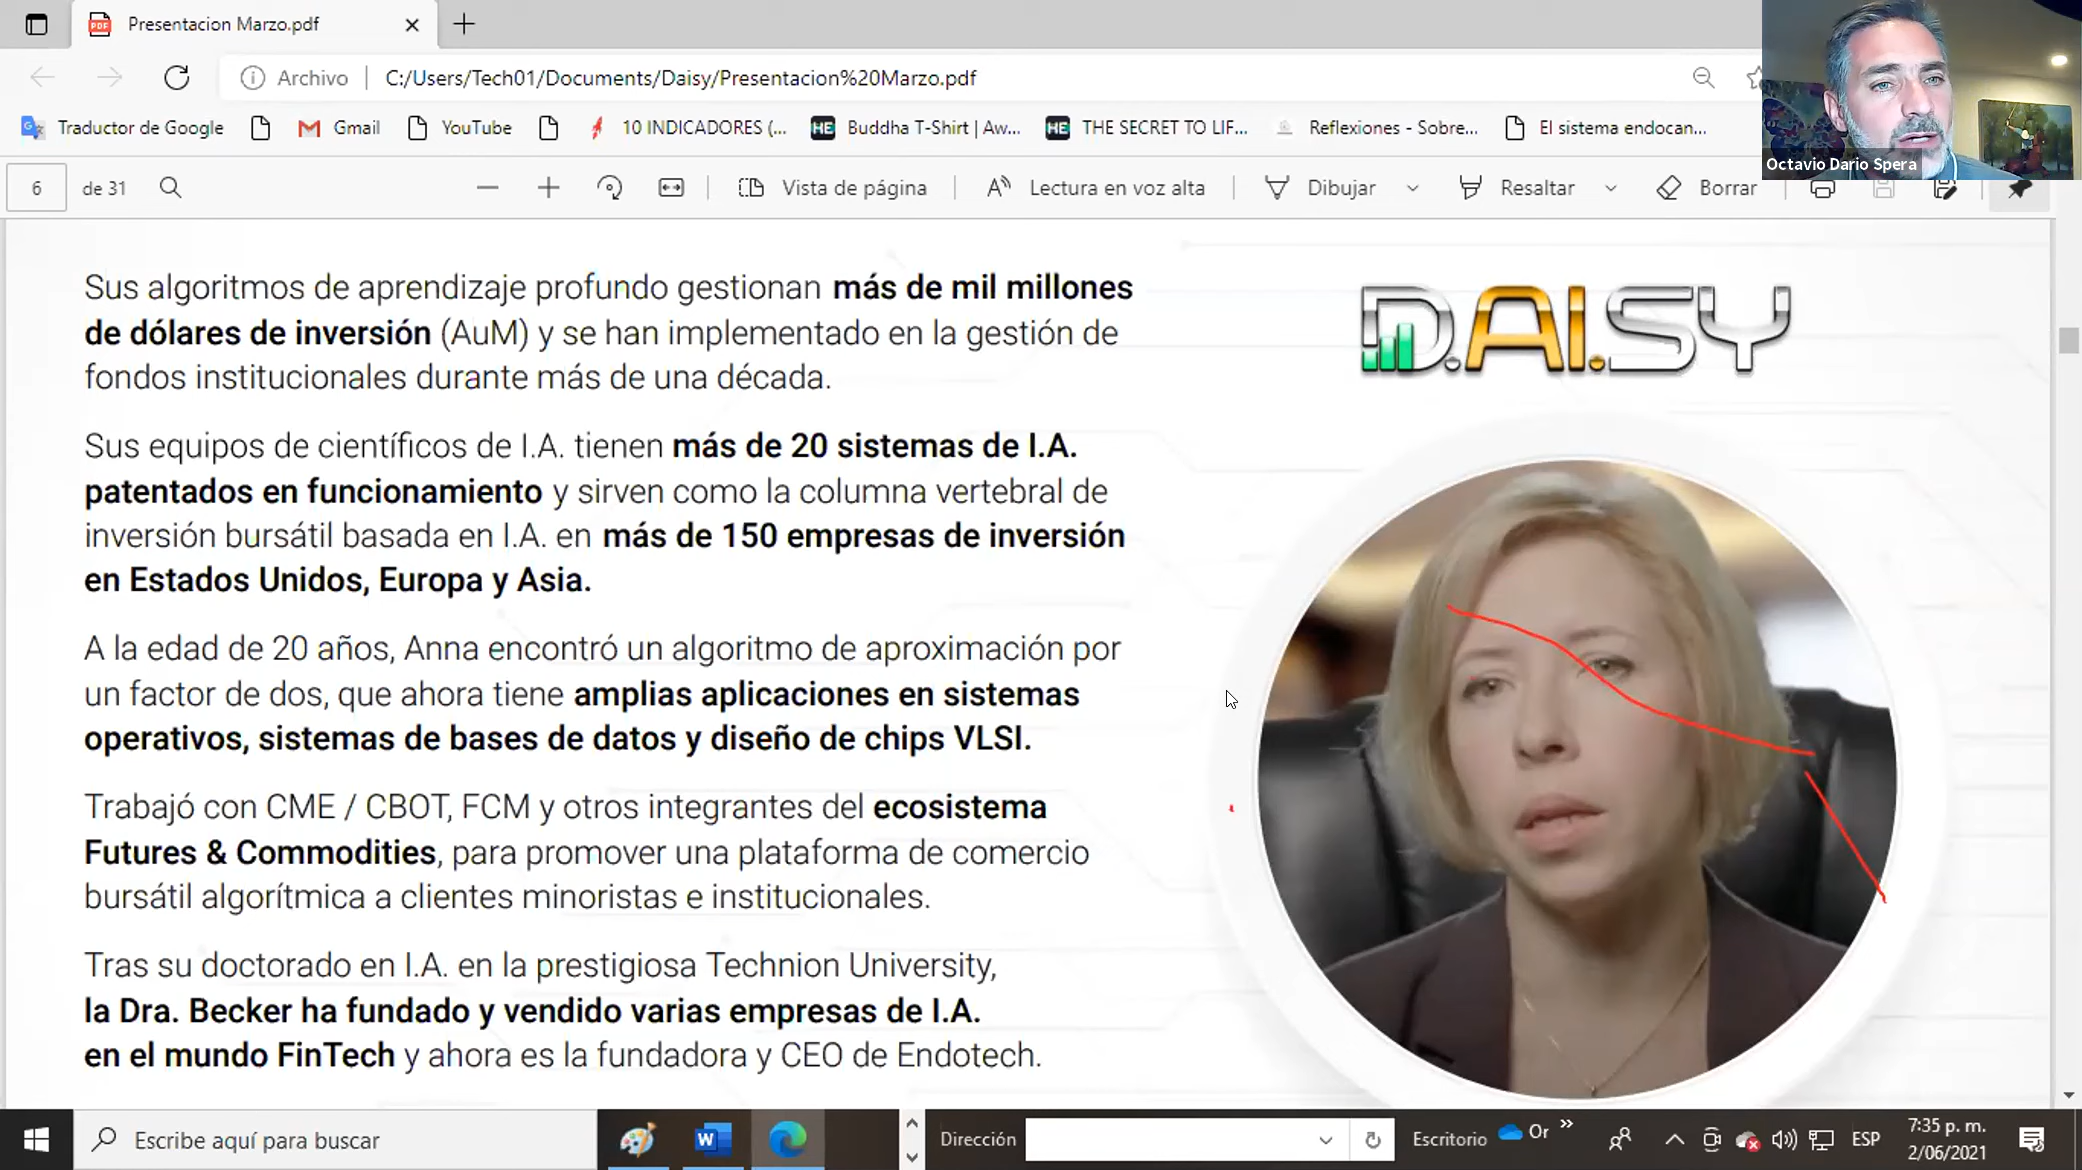 Presentacion Marzo.pdf
Archivo C:/Users/Tech01/Documents/Daisy/Presentacion%20Marzo.pdf
Traductor de Google Gmail YouTube 10 INDICADORES (... Buddha T-Shirt | Aw... THE SECRET TO LIF... Reflexiones - Sobre... El sistema endocan...
Octavio Dario Spera
6 de 31 Vista de página Lectura en voz alta Dibujar Resaltar Borrar
Sus algoritmos de aprendizaje profundo gestionan más de mil millones
de dólares de inversión (AuM) y se han implementado en la gestión de
fondos institucionales durante más de una década.
D.AI.SY
Sus equipos de científicos de I.A. tienen más de 20 sistemas de I.A.
patentados en funcionamiento y sirven como la columna vertebral de
inversión bursátil basada en I.A. en más de 150 empresas de inversión
en Estados Unidos, Europa y Asia.
A la edad de 20 años, Anna encontró un algoritmo de aproximación por
un factor de dos, que ahora tiene amplias aplicaciones en sistemas
operativos, sistemas de bases de datos y diseño de chips VLSI.
Trabajó con CME / CBOT, FCM y otros integrantes del ecosistema
Futures & Commodities, para promover una plataforma de comercio
bursátil algorítmica a clientes minoristas e institucionales.
Tras su doctorado en I.A. en la prestigiosa Technion University,
la Dra. Becker ha fundado y vendido varias empresas de I.A.
en el mundo FinTech y ahora es la fundadora y CEO de Endotech.
Escribe aquí para buscar Dirección Escritorio Or ESP 7:35 p. m.
2/06/2021